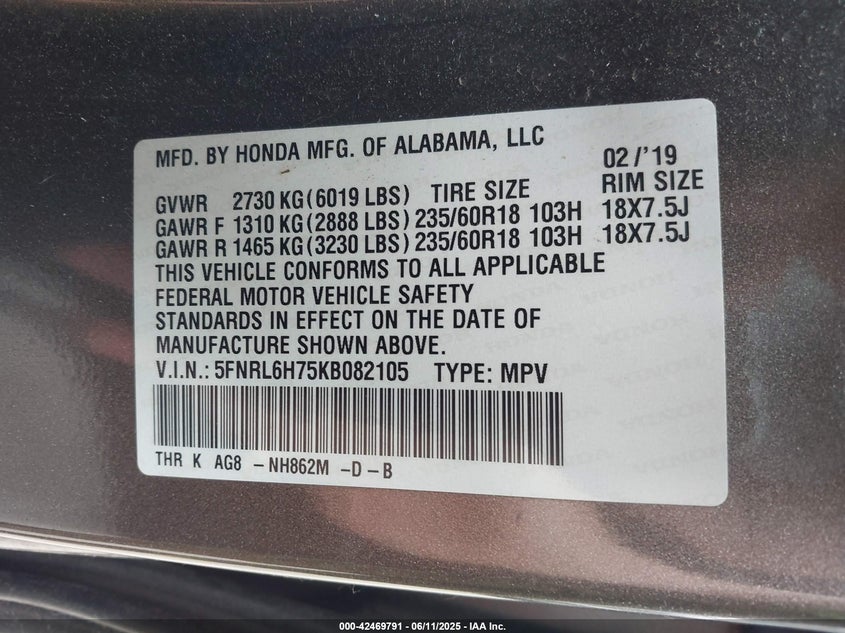 MFD. BY HONDA MFG. OF ALABAMA, LLC 02/'19
GVWR 2730 KG(6019 LBS) TIRE SIZE RIM SIZE
GAWR F 1310 KG(2888 LBS) 235/60R18 103H 18X7.5J
GAWR R 1465 KG(3230 LBS) 235/60R18 103H 18X7.5J
THIS VEHICLE CONFORMS TO ALL APPLICABLE
FEDERAL MOTOR VEHICLE SAFETY
STANDARDS IN EFFECT ON THE DATE OF
MANUFACTURE SHOWN ABOVE.
V.I.N.: 5FNRL6H75KB082105 TYPE: MPV
THR K AG8 -NH862M -D-B
000-42469791 - 06/11/2025 - IAA Inc.